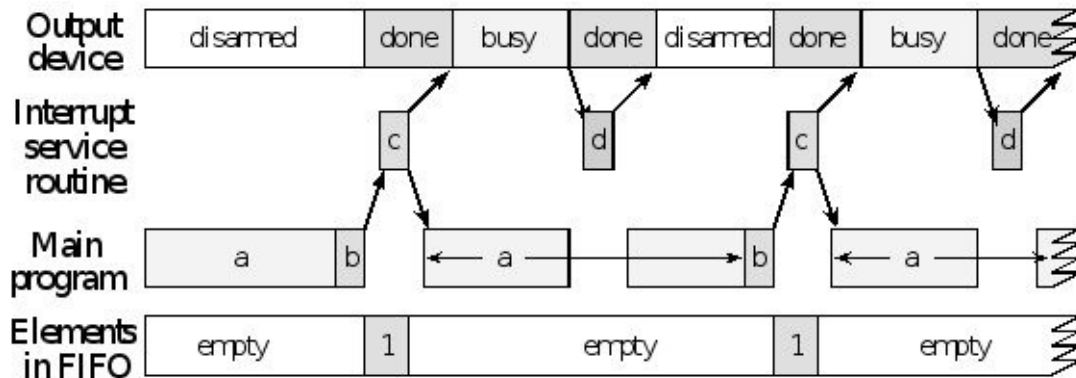 Output device
disarmed done busy done disarmed done busy done
Interrupt service routine
c d c d
Main program
a b a b a
Elements in FIFO
empty 1 empty 1 empty